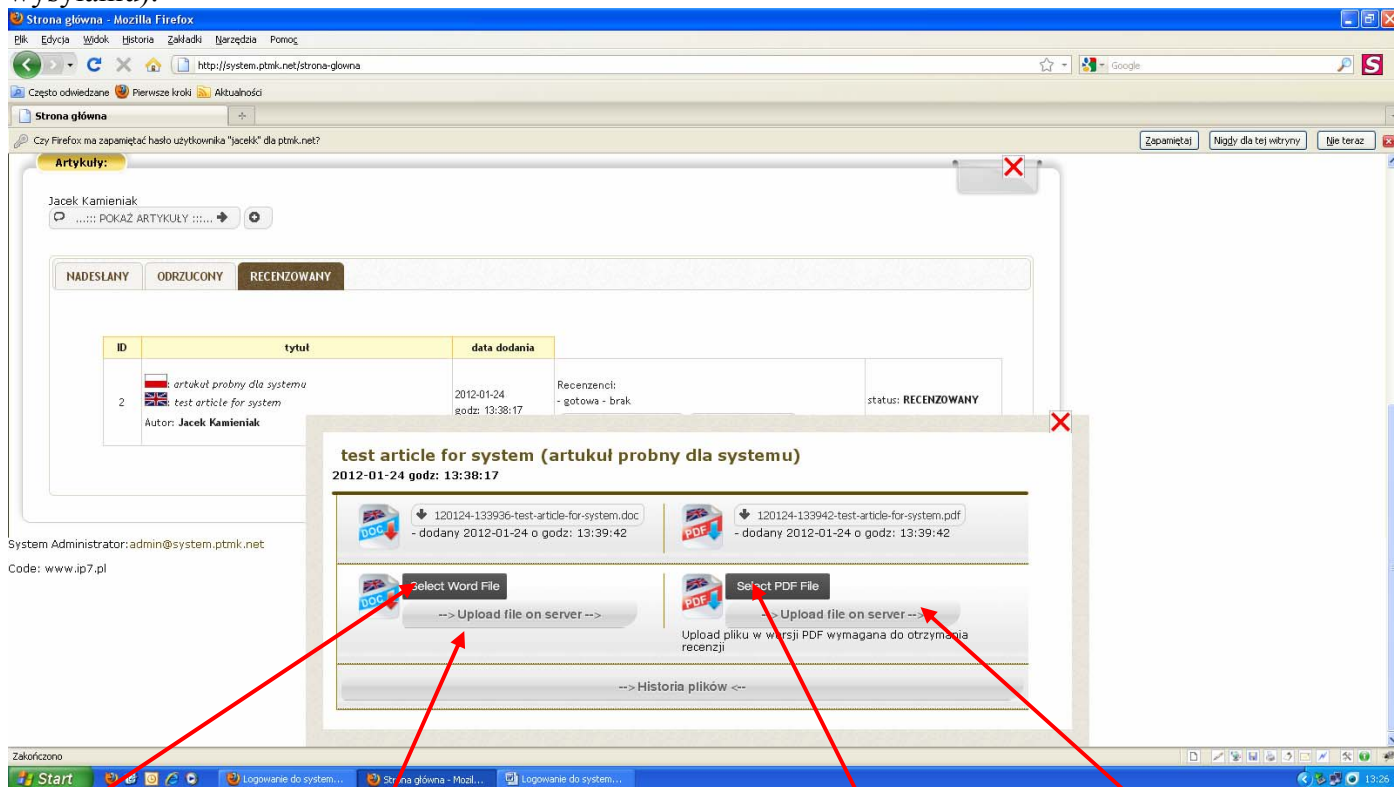 wysyłaniu).
Strona główna - Mozilla Firefox
Plik Edycja Widok Historia Zakładki Narzędzia Pomoc
http://system.ptmk.net/strona-glowna
Google
S
Często odwiedzane Pierwsze kroki Aktualności
Strona główna
Czy Firefox ma zapamiętać hasło użytkownika "jacekk" dla ptmk.net? Zapamiętaj Nigdy dla tej witryny Nie teraz
Artykuły:
Jacek Kamieniak
...::: POKAŻ ARTYKUŁY :::...
NADESŁANY ODRZUCONY RECENZOWANY
ID tytuł data dodania
2
: artukuł probny dla systemu
: test article for system
Autor: Jacek Kamieniak
2012-01-24
godz: 13:38:17
Recenzenci:
- gotowa - brak
status: RECENZOWANY
test article for system (artukuł probny dla systemu)
2012-01-24 godz: 13:38:17
DOC
120124-133936-test-article-for-system.doc
- dodany 2012-01-24 o godz: 13:39:42
PDF
120124-133942-test-article-for-system.pdf
- dodany 2012-01-24 o godz: 13:39:42
DOC
Select Word File
--> Upload file on server -->
PDF
Select PDF File
--> Upload file on server -->
Upload pliku w wersji PDF wymagana do otrzymania
recenzji
--> Historia plików <--
System Administrator: admin@system.ptmk.net
Code: www.ip7.pl
Zakończono
Start Logowanie do system... Strona główna - Mozil... Logowanie do system... 13:26